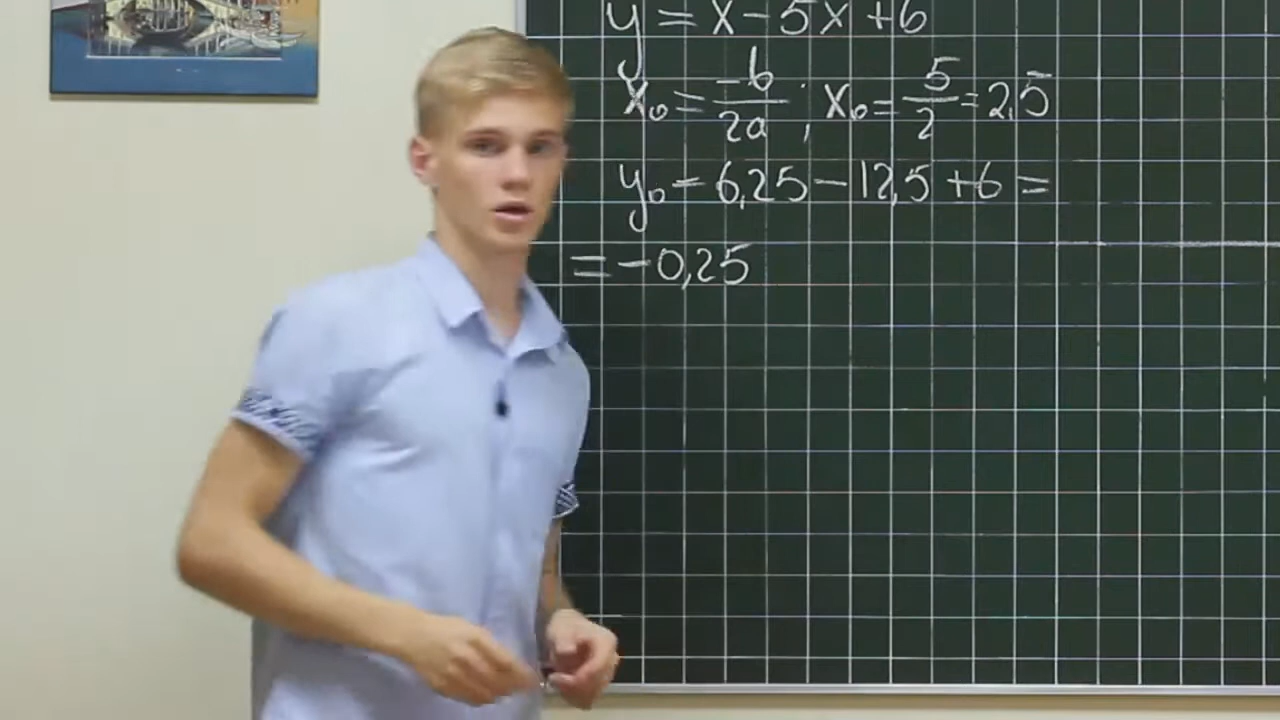 y = x - 5x + 6
x₀ = -b/2a ; x₀ = 5/2 = 2,5
y₀ = 6,25 - 12,5 + 6 =
= -0,25